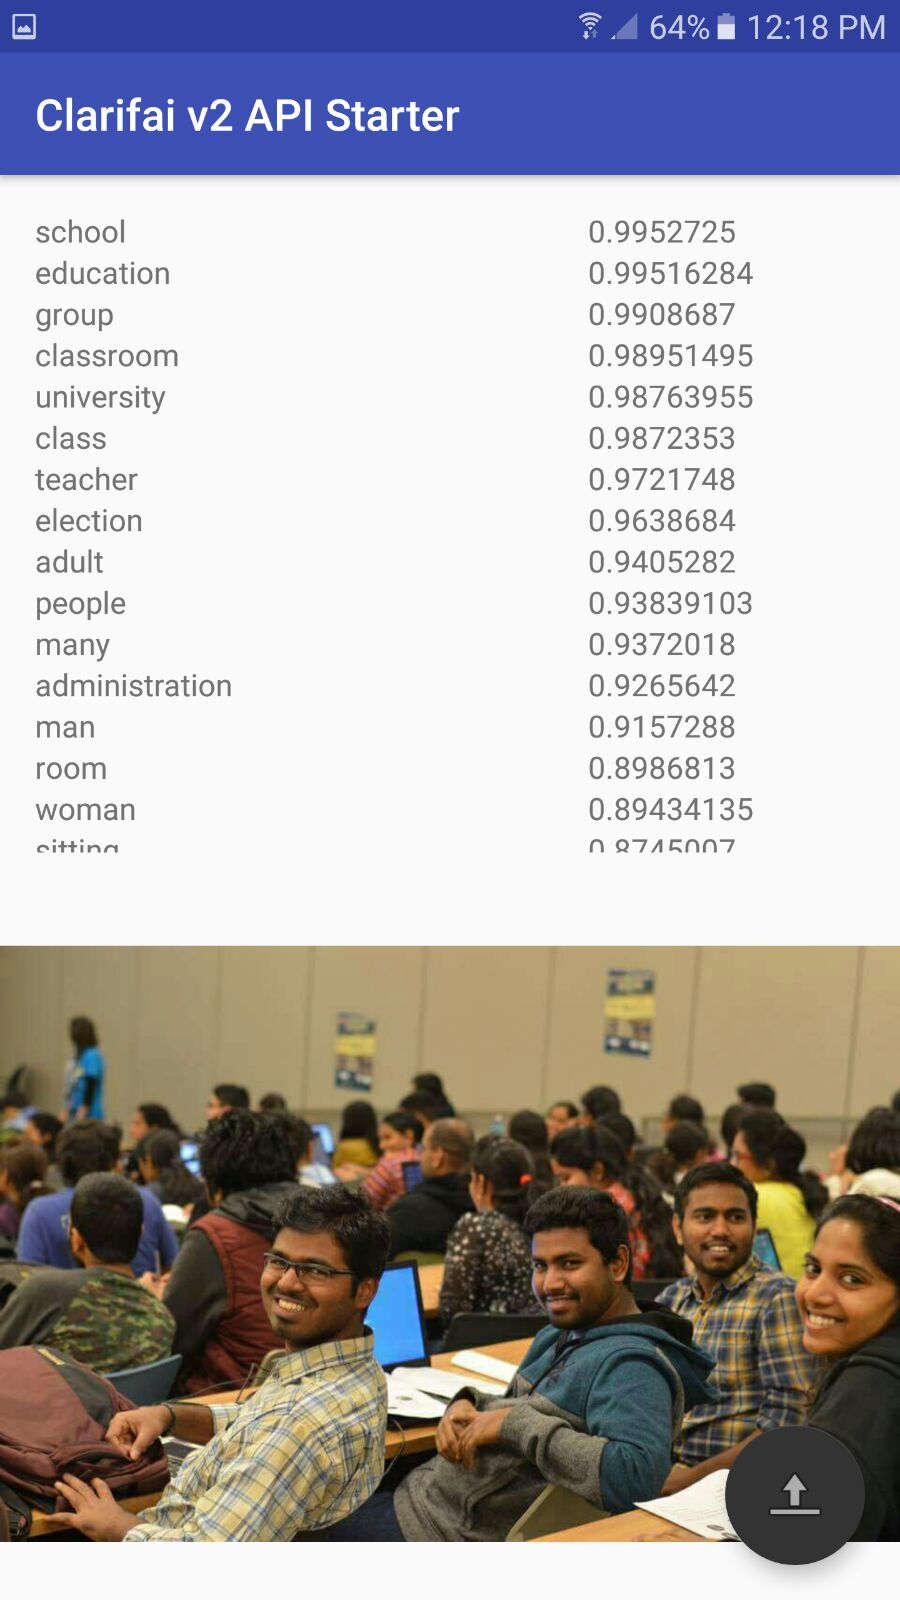 64% 12:18 PM
Clarifai v2 API Starter
school 0.9952725
education 0.99516284
group 0.9908687
classroom 0.98951495
university 0.98763955
class 0.9872353
teacher 0.9721748
election 0.9638684
adult 0.9405282
people 0.93839103
many 0.9372018
administration 0.9265642
man 0.9157288
room 0.8986813
woman 0.89434135
sitting 0.8745007